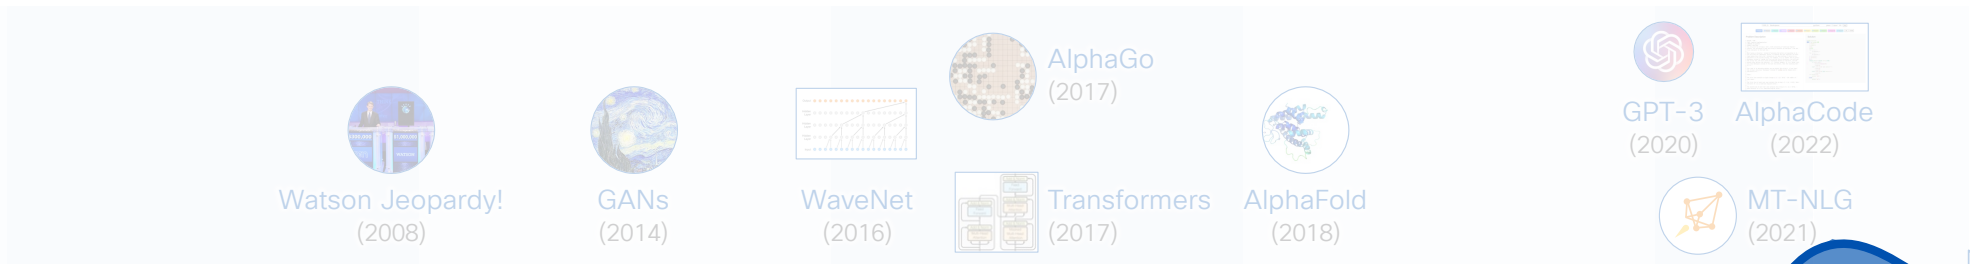 AlphaGo
(2017)
GPT-3
(2020)
AlphaCode
(2022)
Watson Jeopardy!
(2008)
GANs
(2014)
WaveNet
(2016)
Transformers
(2017)
AlphaFold
(2018)
MT-NLG
(2021)